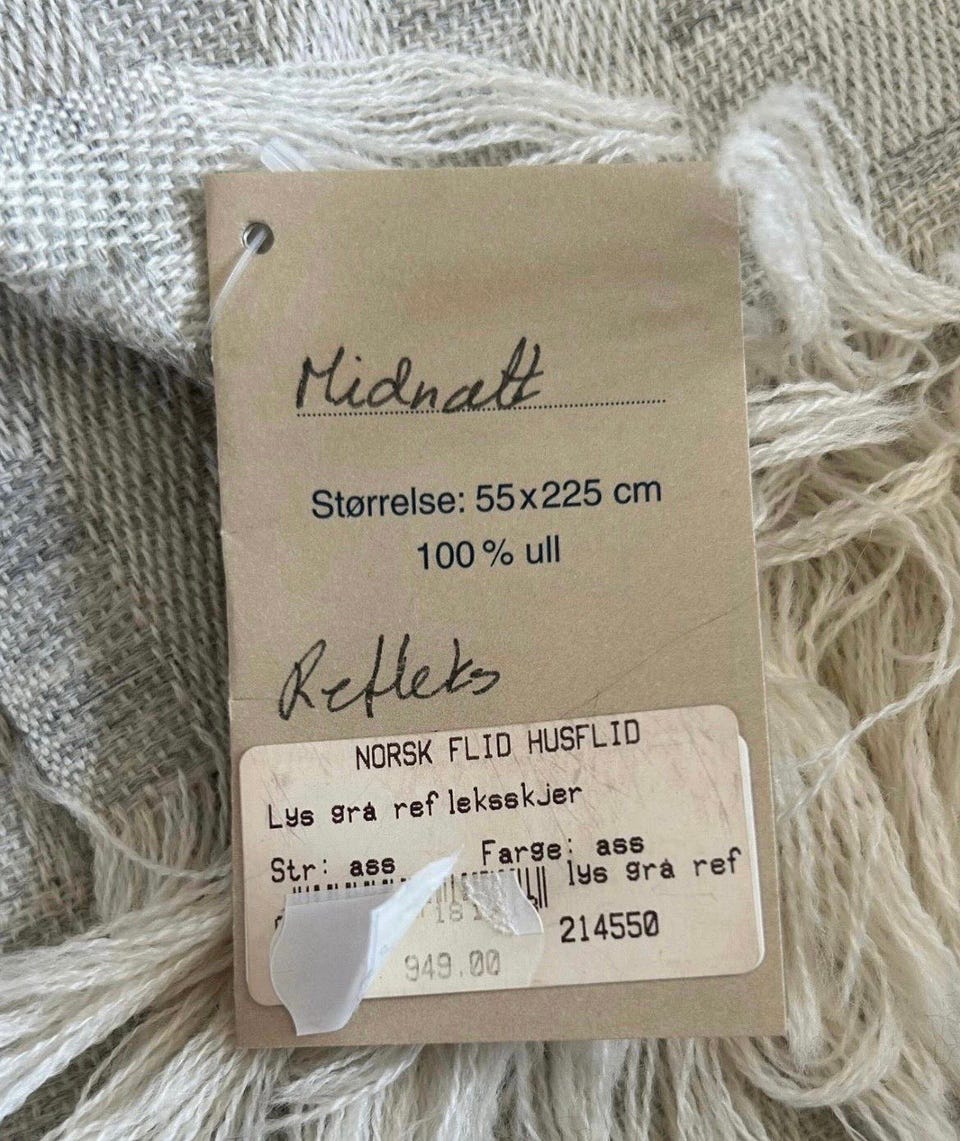 Midnatt
Størrelse: 55x225 cm
100 % ull
Refleks
NORSK FLID HUSFLID
Lys grå refleksskjer
Str: ass Farge: ass
lys grå ref
214550
949.00